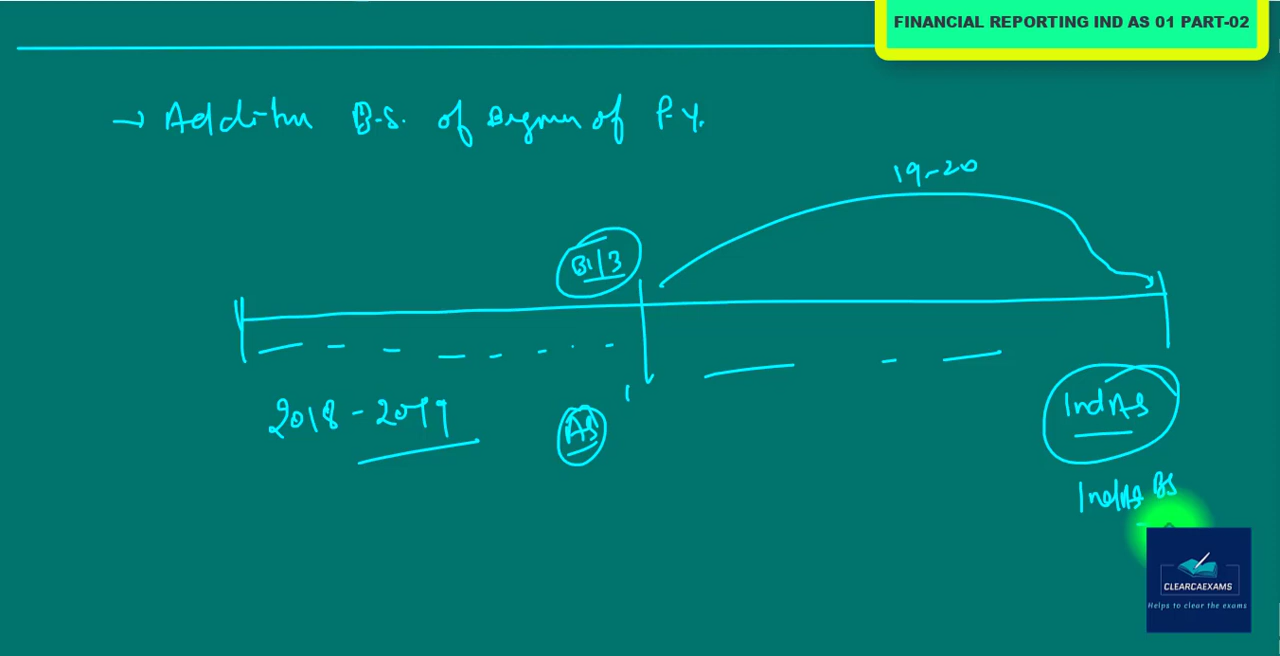 FINANCIAL REPORTING IND AS 01 PART-02
→ Addition B.S. of of P.Y.
19-20
31/3
2018-2019
AS
Ind AS
Ind AS BS
CLEARCAEXAMS
Helps to clear the exams